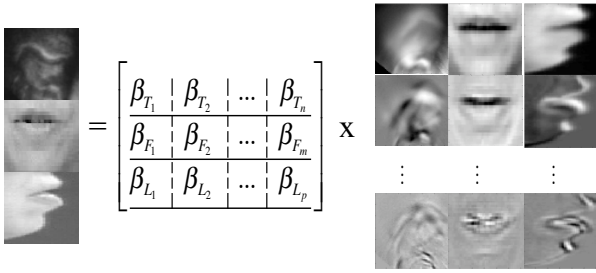 β_{T_1} β_{T_2} ... β_{T_n}
= β_{F_1} β_{F_2} ... β_{F_m} x
β_{L_1} β_{L_2} ... β_{L_p}